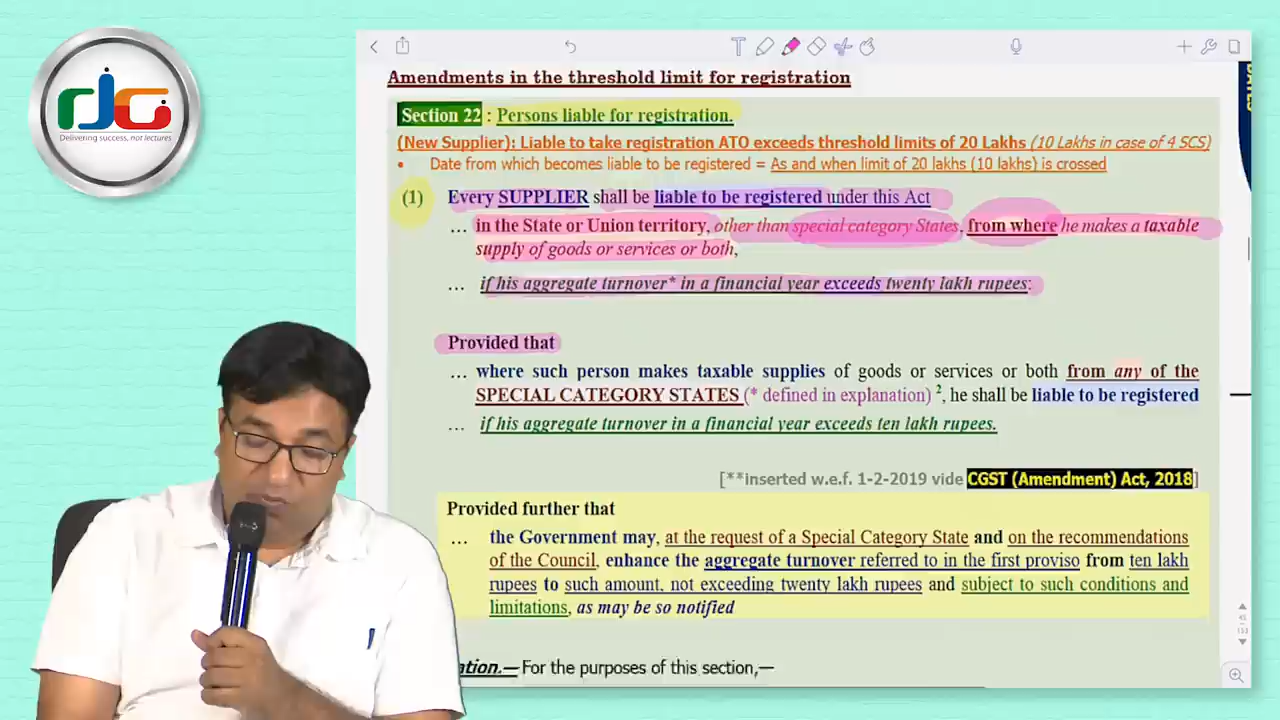 Delivering success, not lectures
Amendments in the threshold limit for registration
Section 22 : Persons liable for registration.
(New Supplier): Liable to take registration ATO exceeds threshold limits of 20 Lakhs (10 Lakhs in case of 4 SCS)
• Date from which becomes liable to be registered = As and when limit of 20 lakhs (10 lakhs) is crossed
(1) Every SUPPLIER shall be liable to be registered under this Act
… in the State or Union territory, other than special category States, from where he makes a taxable
supply of goods or services or both,
… if his aggregate turnover* in a financial year exceeds twenty lakh rupees:
Provided that
… where such person makes taxable supplies of goods or services or both from any of the
SPECIAL CATEGORY STATES (* defined in explanation) ², he shall be liable to be registered
… if his aggregate turnover in a financial year exceeds ten lakh rupees.
[**inserted w.e.f. 1-2-2019 vide CGST (Amendment) Act, 2018]
Provided further that
… the Government may, at the request of a Special Category State and on the recommendations
of the Council, enhance the aggregate turnover referred to in the first proviso from ten lakh
rupees to such amount, not exceeding twenty lakh rupees and subject to such conditions and
limitations, as may be so notified
ation.— For the purposes of this section,—